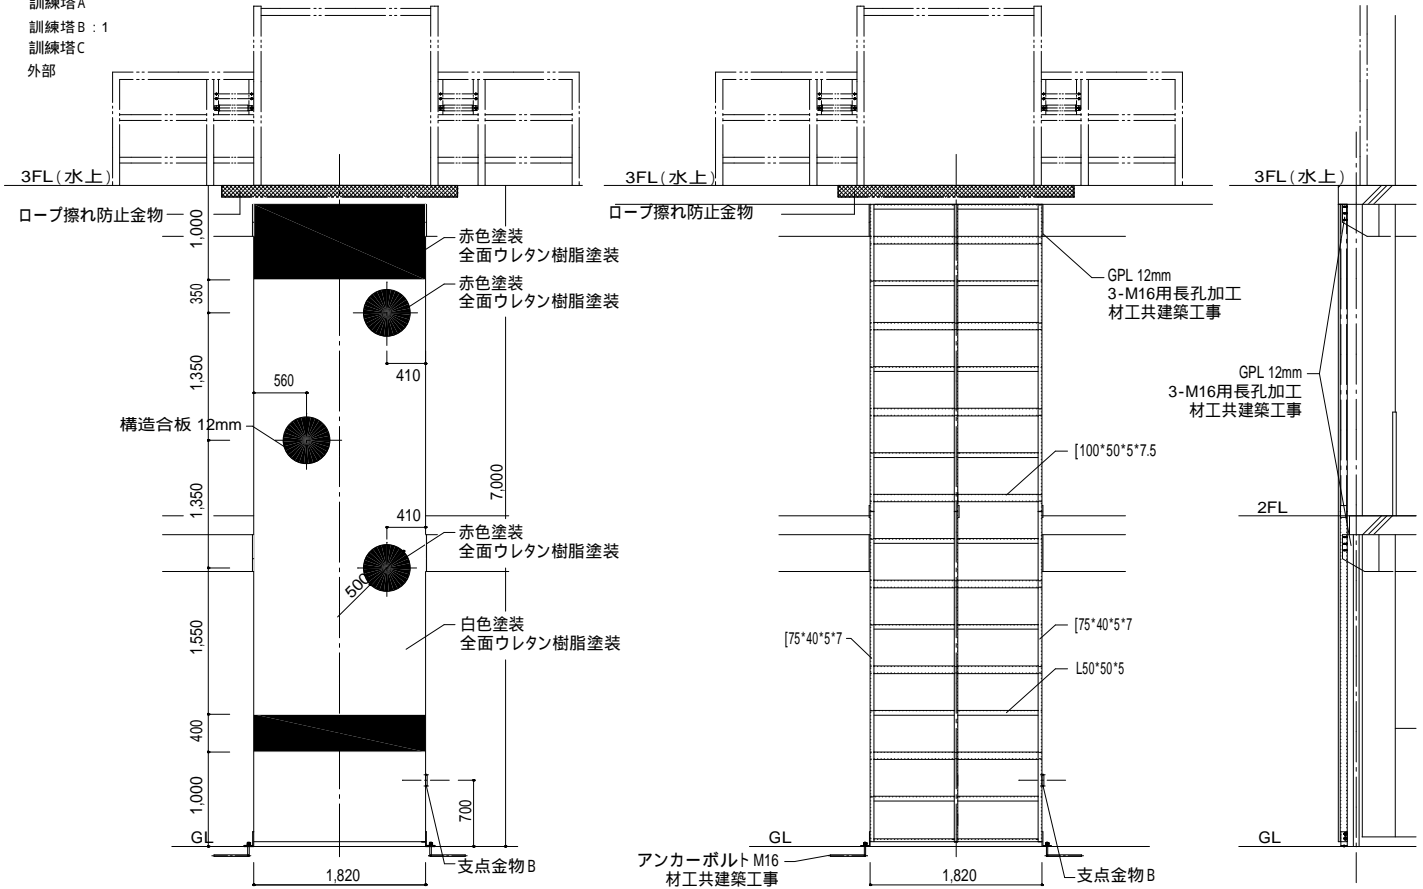 訓練塔A
訓練塔B：1
訓練塔C
外部
3FL(水上)
ロープ擦れ防止金物
1,000
赤色塗装
全面ウレタン樹脂塗装
350
赤色塗装
全面ウレタン樹脂塗装
1,350
560
410
構造合板 12mm
7,000
1,350
410
赤色塗装
全面ウレタン樹脂塗装
500
1,550
白色塗装
全面ウレタン樹脂塗装
400
1,000
700
GL
支点金物B
1,820
3FL(水上)
ロープ擦れ防止金物
GPL 12mm
3-M16用長孔加工
材工共建築工事
[100*50*5*7.5
[75*40*5*7
[75*40*5*7
L50*50*5
GL
アンカーボルト M16
材工共建築工事
1,820
支点金物B
3FL(水上)
GPL 12mm
3-M16用長孔加工
材工共建築工事
2FL
GL